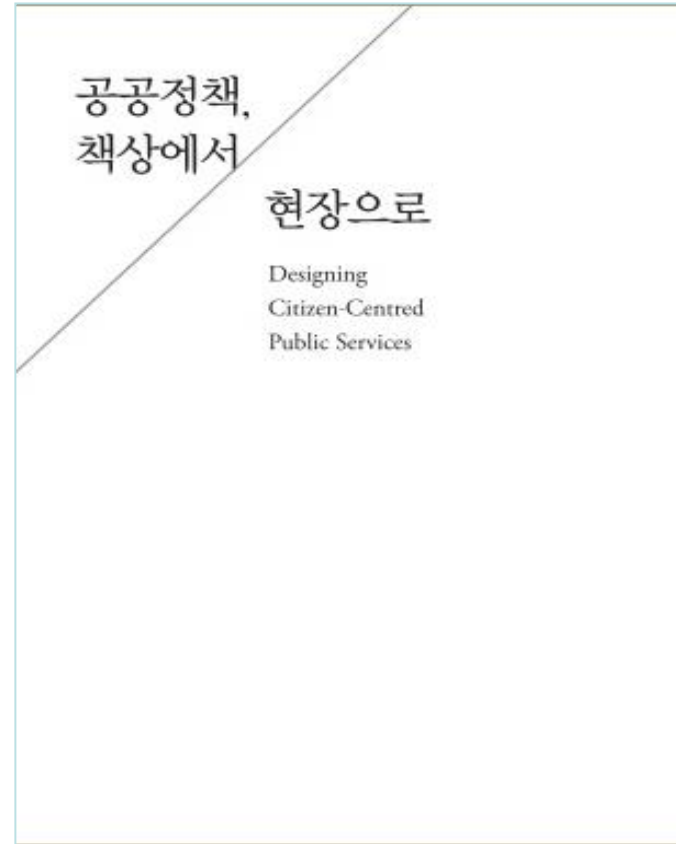 공공정책,
책상에서
현장으로
Designing
Citizen-Centred
Public Services